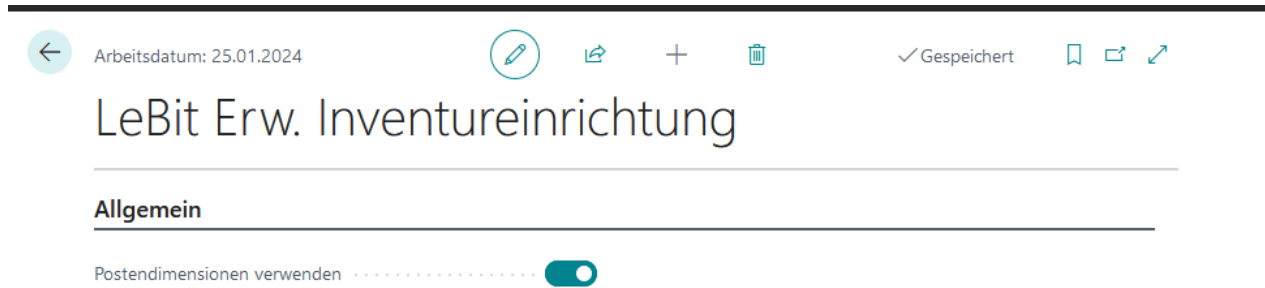 Arbeitsdatum: 25.01.2024
Gespeichert
LeBit Erw. Inventureinrichtung
Allgemein
Postendimensionen verwenden